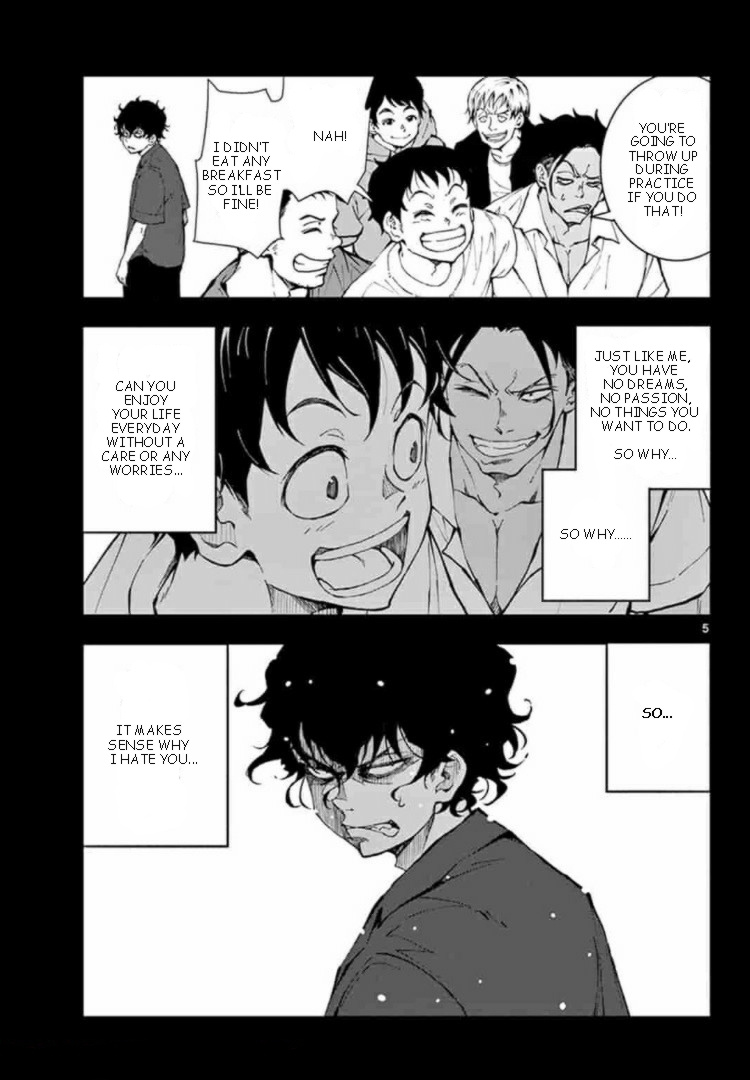 YOU'RE
GOING TO
THROW UP
DURING
PRACTICE
IF YOU DO
THAT!
NAH!
I DIDN'T
EAT ANY
BREAKFAST
SO I'LL BE
FINE!
JUST LIKE ME,
YOU HAVE
NO DREAMS,
NO PASSION,
NO THINGS YOU
WANT TO DO.
SO WHY...
SO WHY......
CAN YOU
ENJOY
YOUR LIFE
EVERYDAY
WITHOUT A
CARE OR ANY
WORRIES...
5
SO...
IT MAKES
SENSE WHY
I HATE YOU...